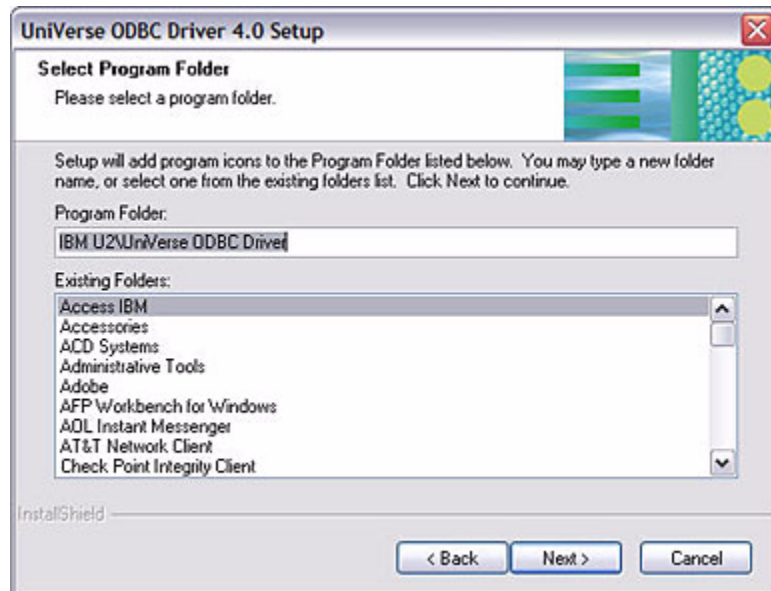 UniVerse ODBC Driver 4.0 Setup
Select Program Folder
Please select a program folder.
Setup will add program icons to the Program Folder listed below. You may type a new folder
name, or select one from the existing folders list. Click Next to continue.
Program Folder:
IBM U2\UniVerse ODBC Driver
Existing Folders:
Access IBM
Accessories
ACD Systems
Administrative Tools
Adobe
AFP Workbench for Windows
AOL Instant Messenger
AT&T Network Client
Check Point Integrity Client
InstallShield
< Back Next > Cancel